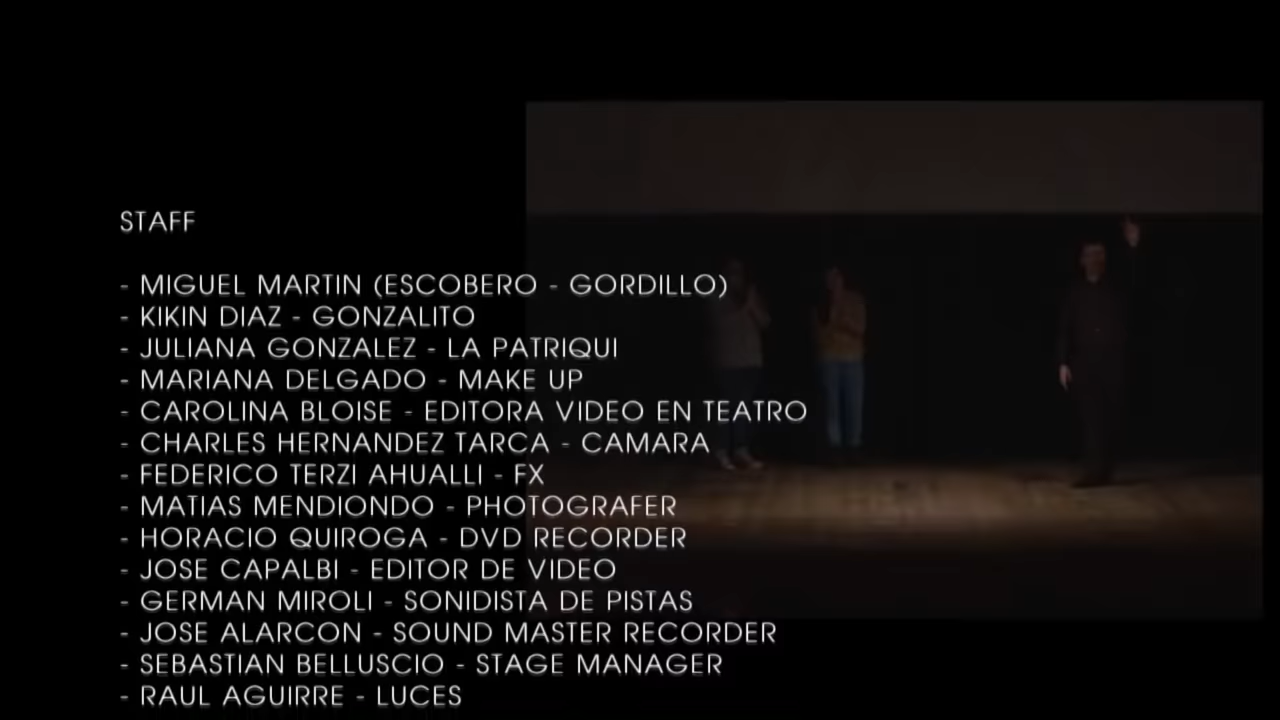 STAFF
- MIGUEL MARTIN (ESCOBERO - GORDILLO)
- KIKIN DIAZ - GONZALITO
- JULIANA GONZALEZ - LA PATRIQUI
- MARIANA DELGADO - MAKE UP
- CAROLINA BLOISE - EDITORA VIDEO EN TEATRO
- CHARLES HERNANDEZ TARCA - CAMARA
- FEDERICO TERZI AHUALLI - FX
- MATIAS MENDIONDO - PHOTOGRAFER
- HORACIO QUIROGA - DVD RECORDER
- JOSE CAPALBI - EDITOR DE VIDEO
- GERMAN MIROLI - SONIDISTA DE PISTAS
- JOSE ALARCON - SOUND MASTER RECORDER
- SEBASTIAN BELLUSCIO - STAGE MANAGER
- RAUL AGUIRRE - LUCES